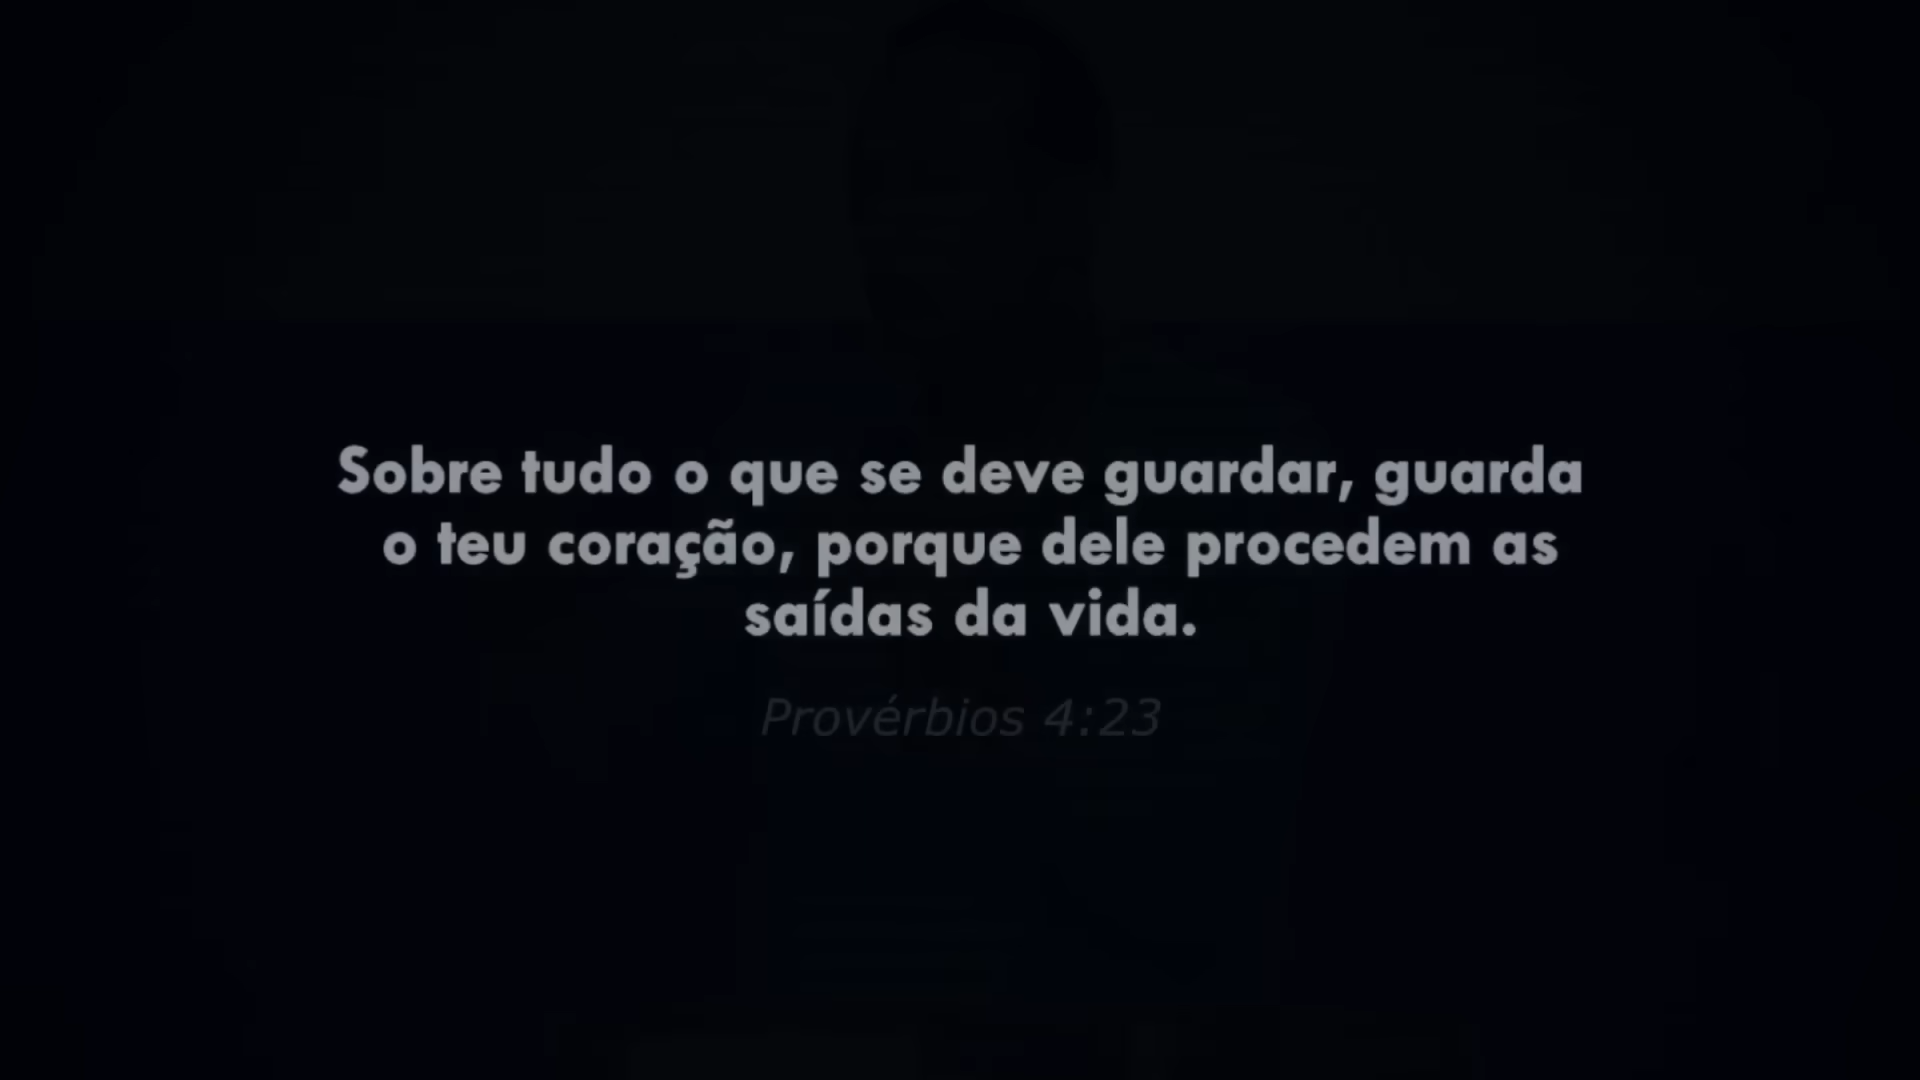 Sobre tudo o que se deve guardar, guarda
o teu coração, porque dele procedem as
saídas da vida.
Provérbios 4:23